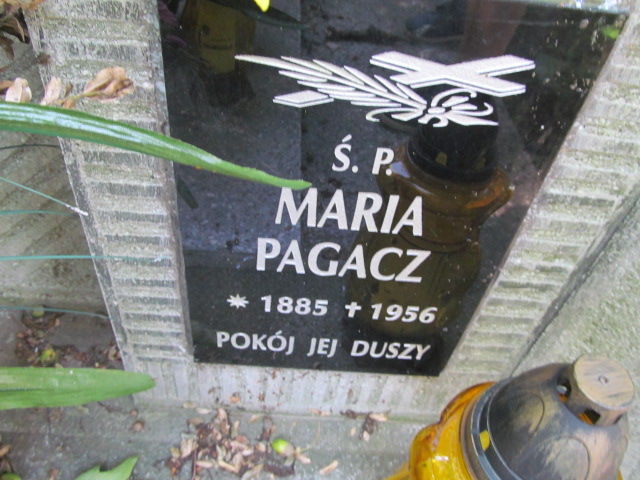 Ś. P.
MARIA
PAGACZ
* 1885 † 1956
POKÓJ JEJ DUSZY